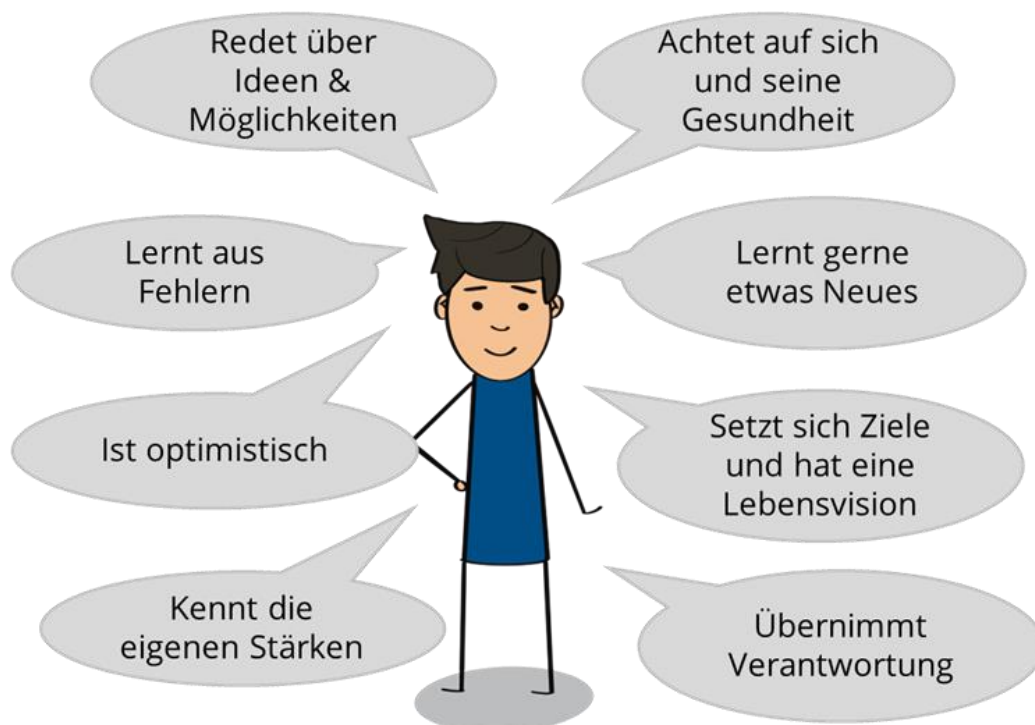 Redet über
Ideen &
Möglichkeiten
Achtet auf sich
und seine
Gesundheit
Lernt aus
Fehlern
Lernt gerne
etwas Neues
Ist optimistisch
Setzt sich Ziele
und hat eine
Lebensvision
Kennt die
eigenen Stärken
Übernimmt
Verantwortung